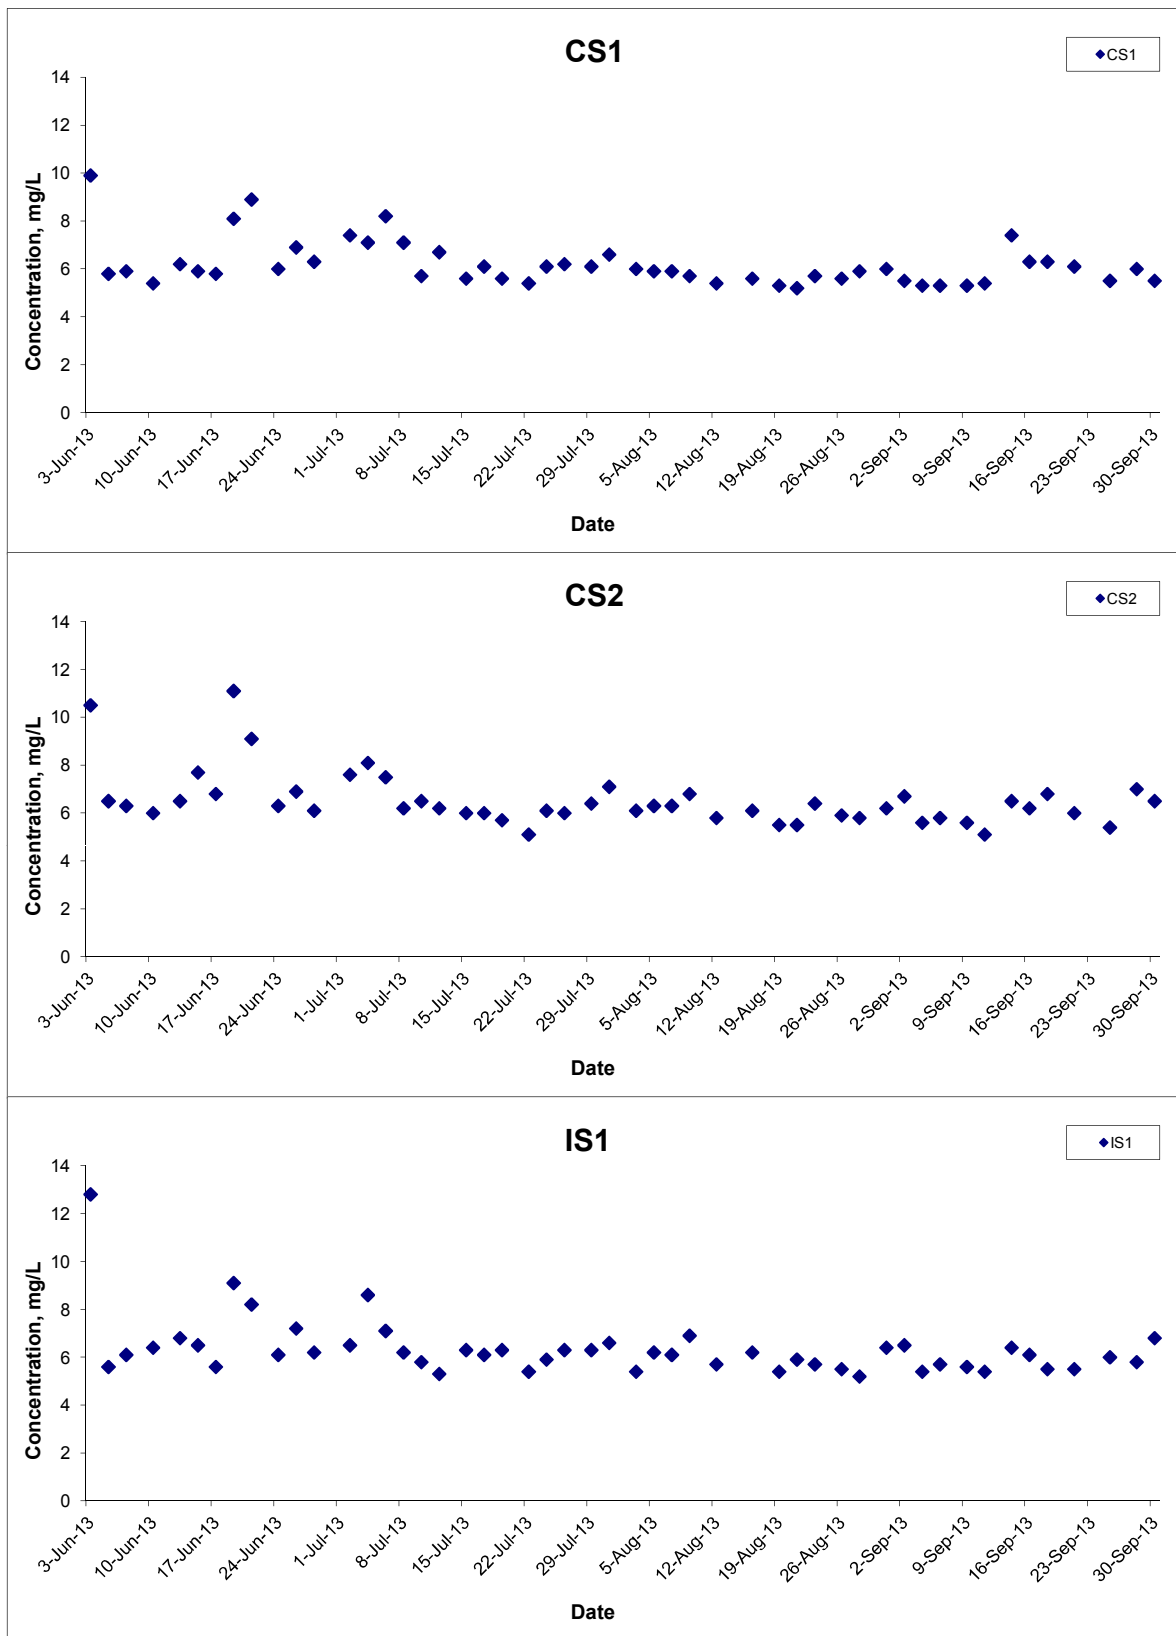 CS1
CS1
14
12
10
8
6
4
2
0
Concentration, mg/L
3-Jun-13
10-Jun-13
17-Jun-13
24-Jun-13
1-Jul-13
8-Jul-13
15-Jul-13
22-Jul-13
29-Jul-13
5-Aug-13
12-Aug-13
19-Aug-13
26-Aug-13
2-Sep-13
9-Sep-13
16-Sep-13
23-Sep-13
30-Sep-13
Date
CS2
CS2
14
12
10
8
6
4
2
0
Concentration, mg/L
3-Jun-13
10-Jun-13
17-Jun-13
24-Jun-13
1-Jul-13
8-Jul-13
15-Jul-13
22-Jul-13
29-Jul-13
5-Aug-13
12-Aug-13
19-Aug-13
26-Aug-13
2-Sep-13
9-Sep-13
16-Sep-13
23-Sep-13
30-Sep-13
Date
IS1
IS1
14
12
10
8
6
4
2
0
Concentration, mg/L
3-Jun-13
10-Jun-13
17-Jun-13
24-Jun-13
1-Jul-13
8-Jul-13
15-Jul-13
22-Jul-13
29-Jul-13
5-Aug-13
12-Aug-13
19-Aug-13
26-Aug-13
2-Sep-13
9-Sep-13
16-Sep-13
23-Sep-13
30-Sep-13
Date